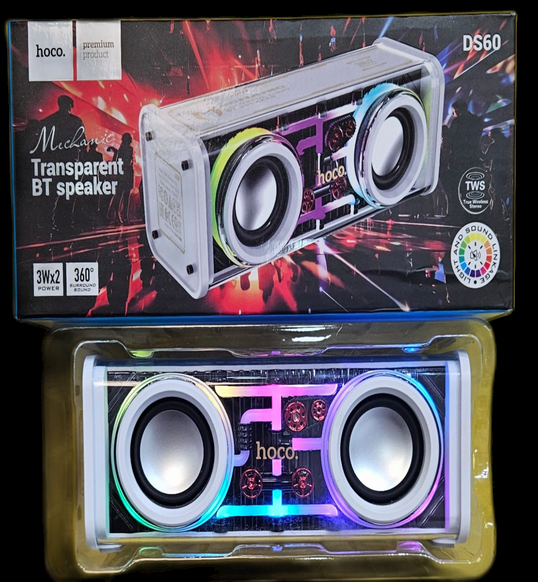 hoco.
premium
product
DS60
Mechanic
Transparent
BT speaker
hoco.
TWS
True Wireless
Stereo
LIGHT AND SOUND LINKAGE
3Wx2
POWER
360°
SURROUND
SOUND
hoco.